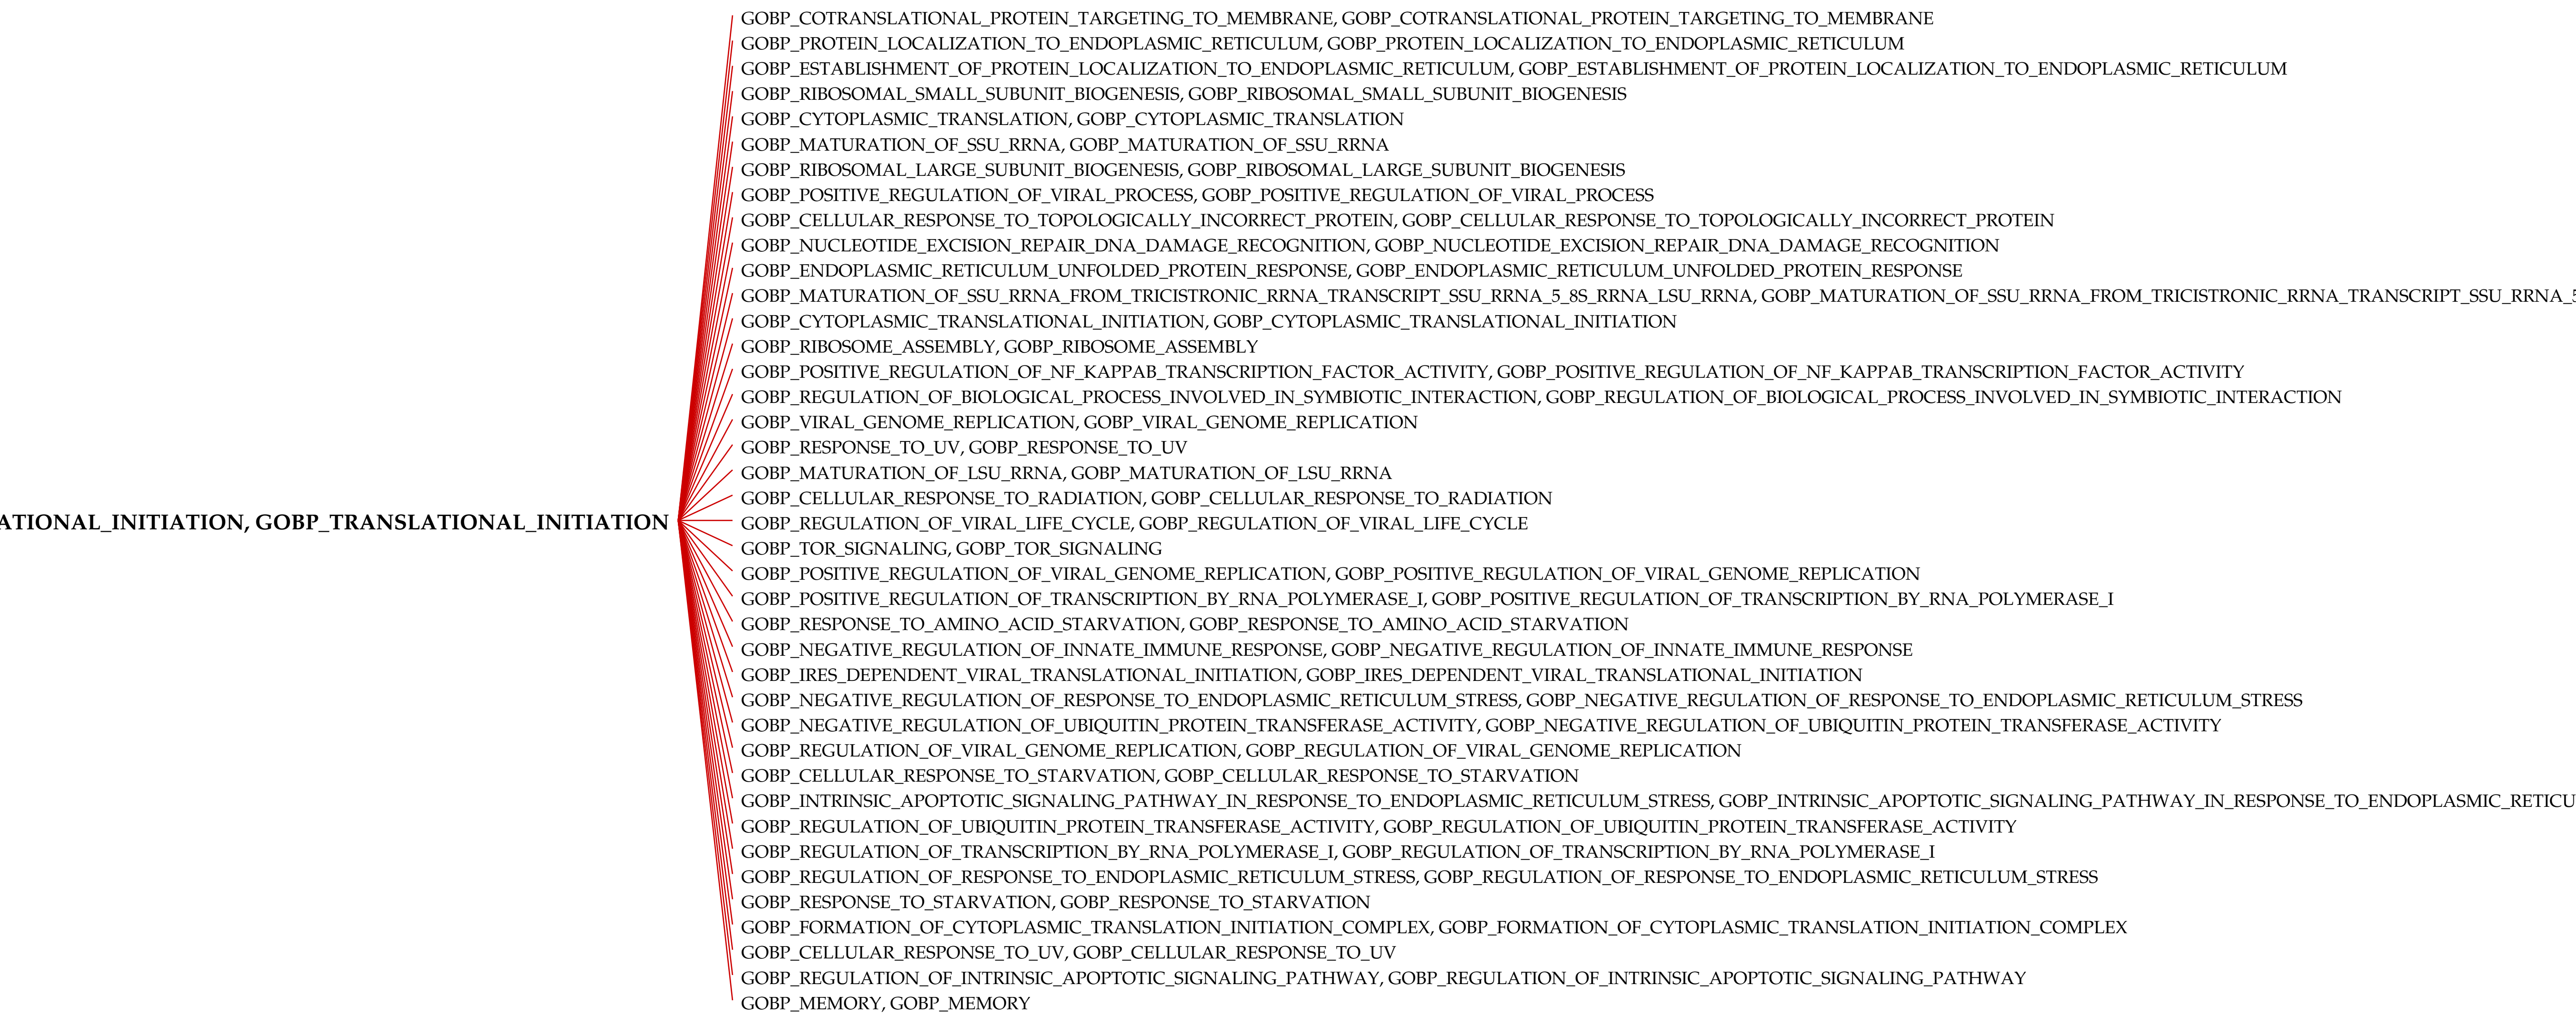 GOBP_COTRANSLATIONAL_PROTEIN_TARGETING_TO_MEMBRANE, GOBP_COTRANSLATIONAL_PROTEIN_TARGETING_TO_MEMBRANE
GOBP_PROTEIN_LOCALIZATION_TO_ENDOPLASMIC_RETICULUM, GOBP_PROTEIN_LOCALIZATION_TO_ENDOPLASMIC_RETICULUM
GOBP_ESTABLISHMENT_OF_PROTEIN_LOCALIZATION_TO_ENDOPLASMIC_RETICULUM, GOBP_ESTABLISHMENT_OF_PROTEIN_LOCALIZATION_TO_ENDOPLASMIC_RETICULUM
GOBP_RIBOSOMAL_SMALL_SUBUNIT_BIOGENESIS, GOBP_RIBOSOMAL_SMALL_SUBUNIT_BIOGENESIS
GOBP_CYTOPLASMIC_TRANSLATION, GOBP_CYTOPLASMIC_TRANSLATION
GOBP_MATURATION_OF_SSU_RRNA, GOBP_MATURATION_OF_SSU_RRNA
GOBP_RIBOSOMAL_LARGE_SUBUNIT_BIOGENESIS, GOBP_RIBOSOMAL_LARGE_SUBUNIT_BIOGENESIS
GOBP_POSITIVE_REGULATION_OF_VIRAL_PROCESS, GOBP_POSITIVE_REGULATION_OF_VIRAL_PROCESS
GOBP_CELLULAR_RESPONSE_TO_TOPOLOGICALLY_INCORRECT_PROTEIN, GOBP_CELLULAR_RESPONSE_TO_TOPOLOGICALLY_INCORRECT_PROTEIN
GOBP_NUCLEOTIDE_EXCISION_REPAIR_DNA_DAMAGE_RECOGNITION, GOBP_NUCLEOTIDE_EXCISION_REPAIR_DNA_DAMAGE_RECOGNITION
GOBP_ENDOPLASMIC_RETICULUM_UNFOLDED_PROTEIN_RESPONSE, GOBP_ENDOPLASMIC_RETICULUM_UNFOLDED_PROTEIN_RESPONSE
GOBP_MATURATION_OF_SSU_RRNA_FROM_TRICISTRONIC_RRNA_TRANSCRIPT_SSU_RRNA_5_8S_RRNA_LSU_RRNA, GOBP_MATURATION_OF_SSU_RRNA_FROM_TRICISTRONIC_RRNA_TRANSCRIPT_SSU_RRNA_5
GOBP_CYTOPLASMIC_TRANSLATIONAL_INITIATION, GOBP_CYTOPLASMIC_TRANSLATIONAL_INITIATION
GOBP_RIBOSOME_ASSEMBLY, GOBP_RIBOSOME_ASSEMBLY
GOBP_POSITIVE_REGULATION_OF_NF_KAPPAB_TRANSCRIPTION_FACTOR_ACTIVITY, GOBP_POSITIVE_REGULATION_OF_NF_KAPPAB_TRANSCRIPTION_FACTOR_ACTIVITY
GOBP_REGULATION_OF_BIOLOGICAL_PROCESS_INVOLVED_IN_SYMBIOTIC_INTERACTION, GOBP_REGULATION_OF_BIOLOGICAL_PROCESS_INVOLVED_IN_SYMBIOTIC_INTERACTION
GOBP_VIRAL_GENOME_REPLICATION, GOBP_VIRAL_GENOME_REPLICATION
GOBP_RESPONSE_TO_UV, GOBP_RESPONSE_TO_UV
GOBP_MATURATION_OF_LSU_RRNA, GOBP_MATURATION_OF_LSU_RRNA
GOBP_CELLULAR_RESPONSE_TO_RADIATION, GOBP_CELLULAR_RESPONSE_TO_RADIATION
ATIONAL_INITIATION, GOBP_TRANSLATIONAL_INITIATION
GOBP_REGULATION_OF_VIRAL_LIFE_CYCLE, GOBP_REGULATION_OF_VIRAL_LIFE_CYCLE
GOBP_TOR_SIGNALING, GOBP_TOR_SIGNALING
GOBP_POSITIVE_REGULATION_OF_VIRAL_GENOME_REPLICATION, GOBP_POSITIVE_REGULATION_OF_VIRAL_GENOME_REPLICATION
GOBP_POSITIVE_REGULATION_OF_TRANSCRIPTION_BY_RNA_POLYMERASE_I, GOBP_POSITIVE_REGULATION_OF_TRANSCRIPTION_BY_RNA_POLYMERASE_I
GOBP_RESPONSE_TO_AMINO_ACID_STARVATION, GOBP_RESPONSE_TO_AMINO_ACID_STARVATION
GOBP_NEGATIVE_REGULATION_OF_INNATE_IMMUNE_RESPONSE, GOBP_NEGATIVE_REGULATION_OF_INNATE_IMMUNE_RESPONSE
GOBP_IRES_DEPENDENT_VIRAL_TRANSLATIONAL_INITIATION, GOBP_IRES_DEPENDENT_VIRAL_TRANSLATIONAL_INITIATION
GOBP_NEGATIVE_REGULATION_OF_RESPONSE_TO_ENDOPLASMIC_RETICULUM_STRESS, GOBP_NEGATIVE_REGULATION_OF_RESPONSE_TO_ENDOPLASMIC_RETICULUM_STRESS
GOBP_NEGATIVE_REGULATION_OF_UBIQUITIN_PROTEIN_TRANSFERASE_ACTIVITY, GOBP_NEGATIVE_REGULATION_OF_UBIQUITIN_PROTEIN_TRANSFERASE_ACTIVITY
GOBP_REGULATION_OF_VIRAL_GENOME_REPLICATION, GOBP_REGULATION_OF_VIRAL_GENOME_REPLICATION
GOBP_CELLULAR_RESPONSE_TO_STARVATION, GOBP_CELLULAR_RESPONSE_TO_STARVATION
GOBP_INTRINSIC_APOPTOTIC_SIGNALING_PATHWAY_IN_RESPONSE_TO_ENDOPLASMIC_RETICULUM_STRESS, GOBP_INTRINSIC_APOPTOTIC_SIGNALING_PATHWAY_IN_RESPONSE_TO_ENDOPLASMIC_RETICU
GOBP_REGULATION_OF_UBIQUITIN_PROTEIN_TRANSFERASE_ACTIVITY, GOBP_REGULATION_OF_UBIQUITIN_PROTEIN_TRANSFERASE_ACTIVITY
GOBP_REGULATION_OF_TRANSCRIPTION_BY_RNA_POLYMERASE_I, GOBP_REGULATION_OF_TRANSCRIPTION_BY_RNA_POLYMERASE_I
GOBP_REGULATION_OF_RESPONSE_TO_ENDOPLASMIC_RETICULUM_STRESS, GOBP_REGULATION_OF_RESPONSE_TO_ENDOPLASMIC_RETICULUM_STRESS
GOBP_RESPONSE_TO_STARVATION, GOBP_RESPONSE_TO_STARVATION
GOBP_FORMATION_OF_CYTOPLASMIC_TRANSLATION_INITIATION_COMPLEX, GOBP_FORMATION_OF_CYTOPLASMIC_TRANSLATION_INITIATION_COMPLEX
GOBP_CELLULAR_RESPONSE_TO_UV, GOBP_CELLULAR_RESPONSE_TO_UV
GOBP_REGULATION_OF_INTRINSIC_APOPTOTIC_SIGNALING_PATHWAY, GOBP_REGULATION_OF_INTRINSIC_APOPTOTIC_SIGNALING_PATHWAY
GOBP_MEMORY, GOBP_MEMORY